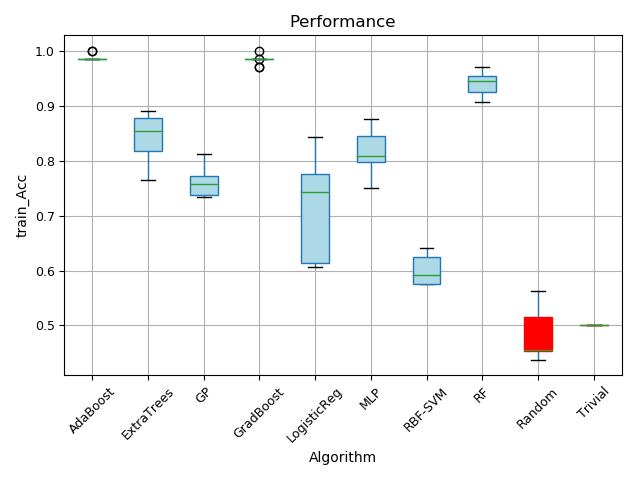 Performance
train_Acc
1.0
0.9
0.8
0.7
0.6
0.5
AdaBoost
ExtraTrees
GP
GradBoost
LogisticReg
MLP
RBF-SVM
RF
Random
Trivial
Algorithm